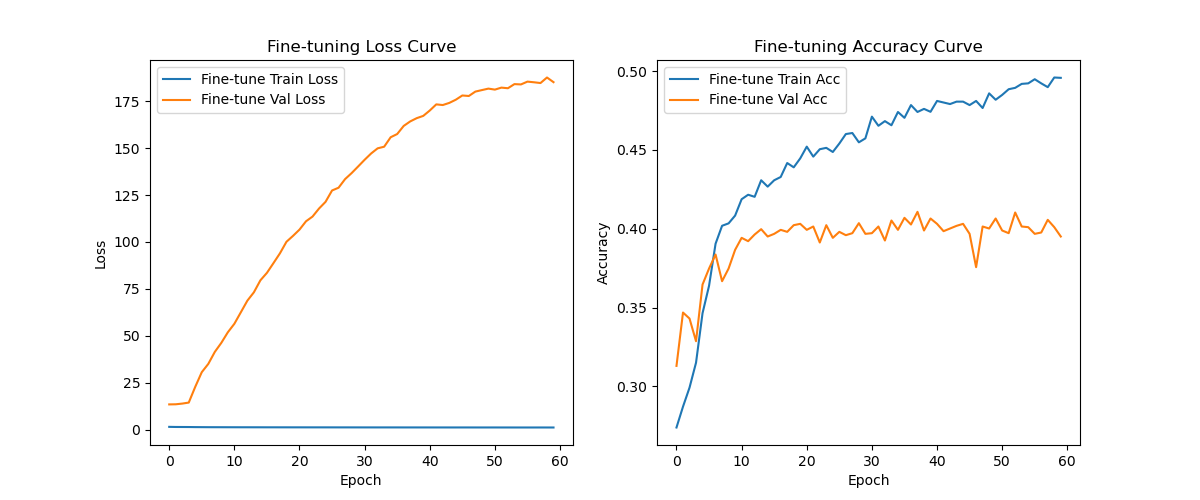 Fine-tuning Loss Curve
Fine-tune Train Loss
Fine-tune Val Loss
175
150
125
100
75
50
25
0
Loss
0 10 20 30 40 50 60
Epoch
Fine-tuning Accuracy Curve
Fine-tune Train Acc
Fine-tune Val Acc
0.50
0.45
0.40
0.35
0.30
Accuracy
0 10 20 30 40 50 60
Epoch